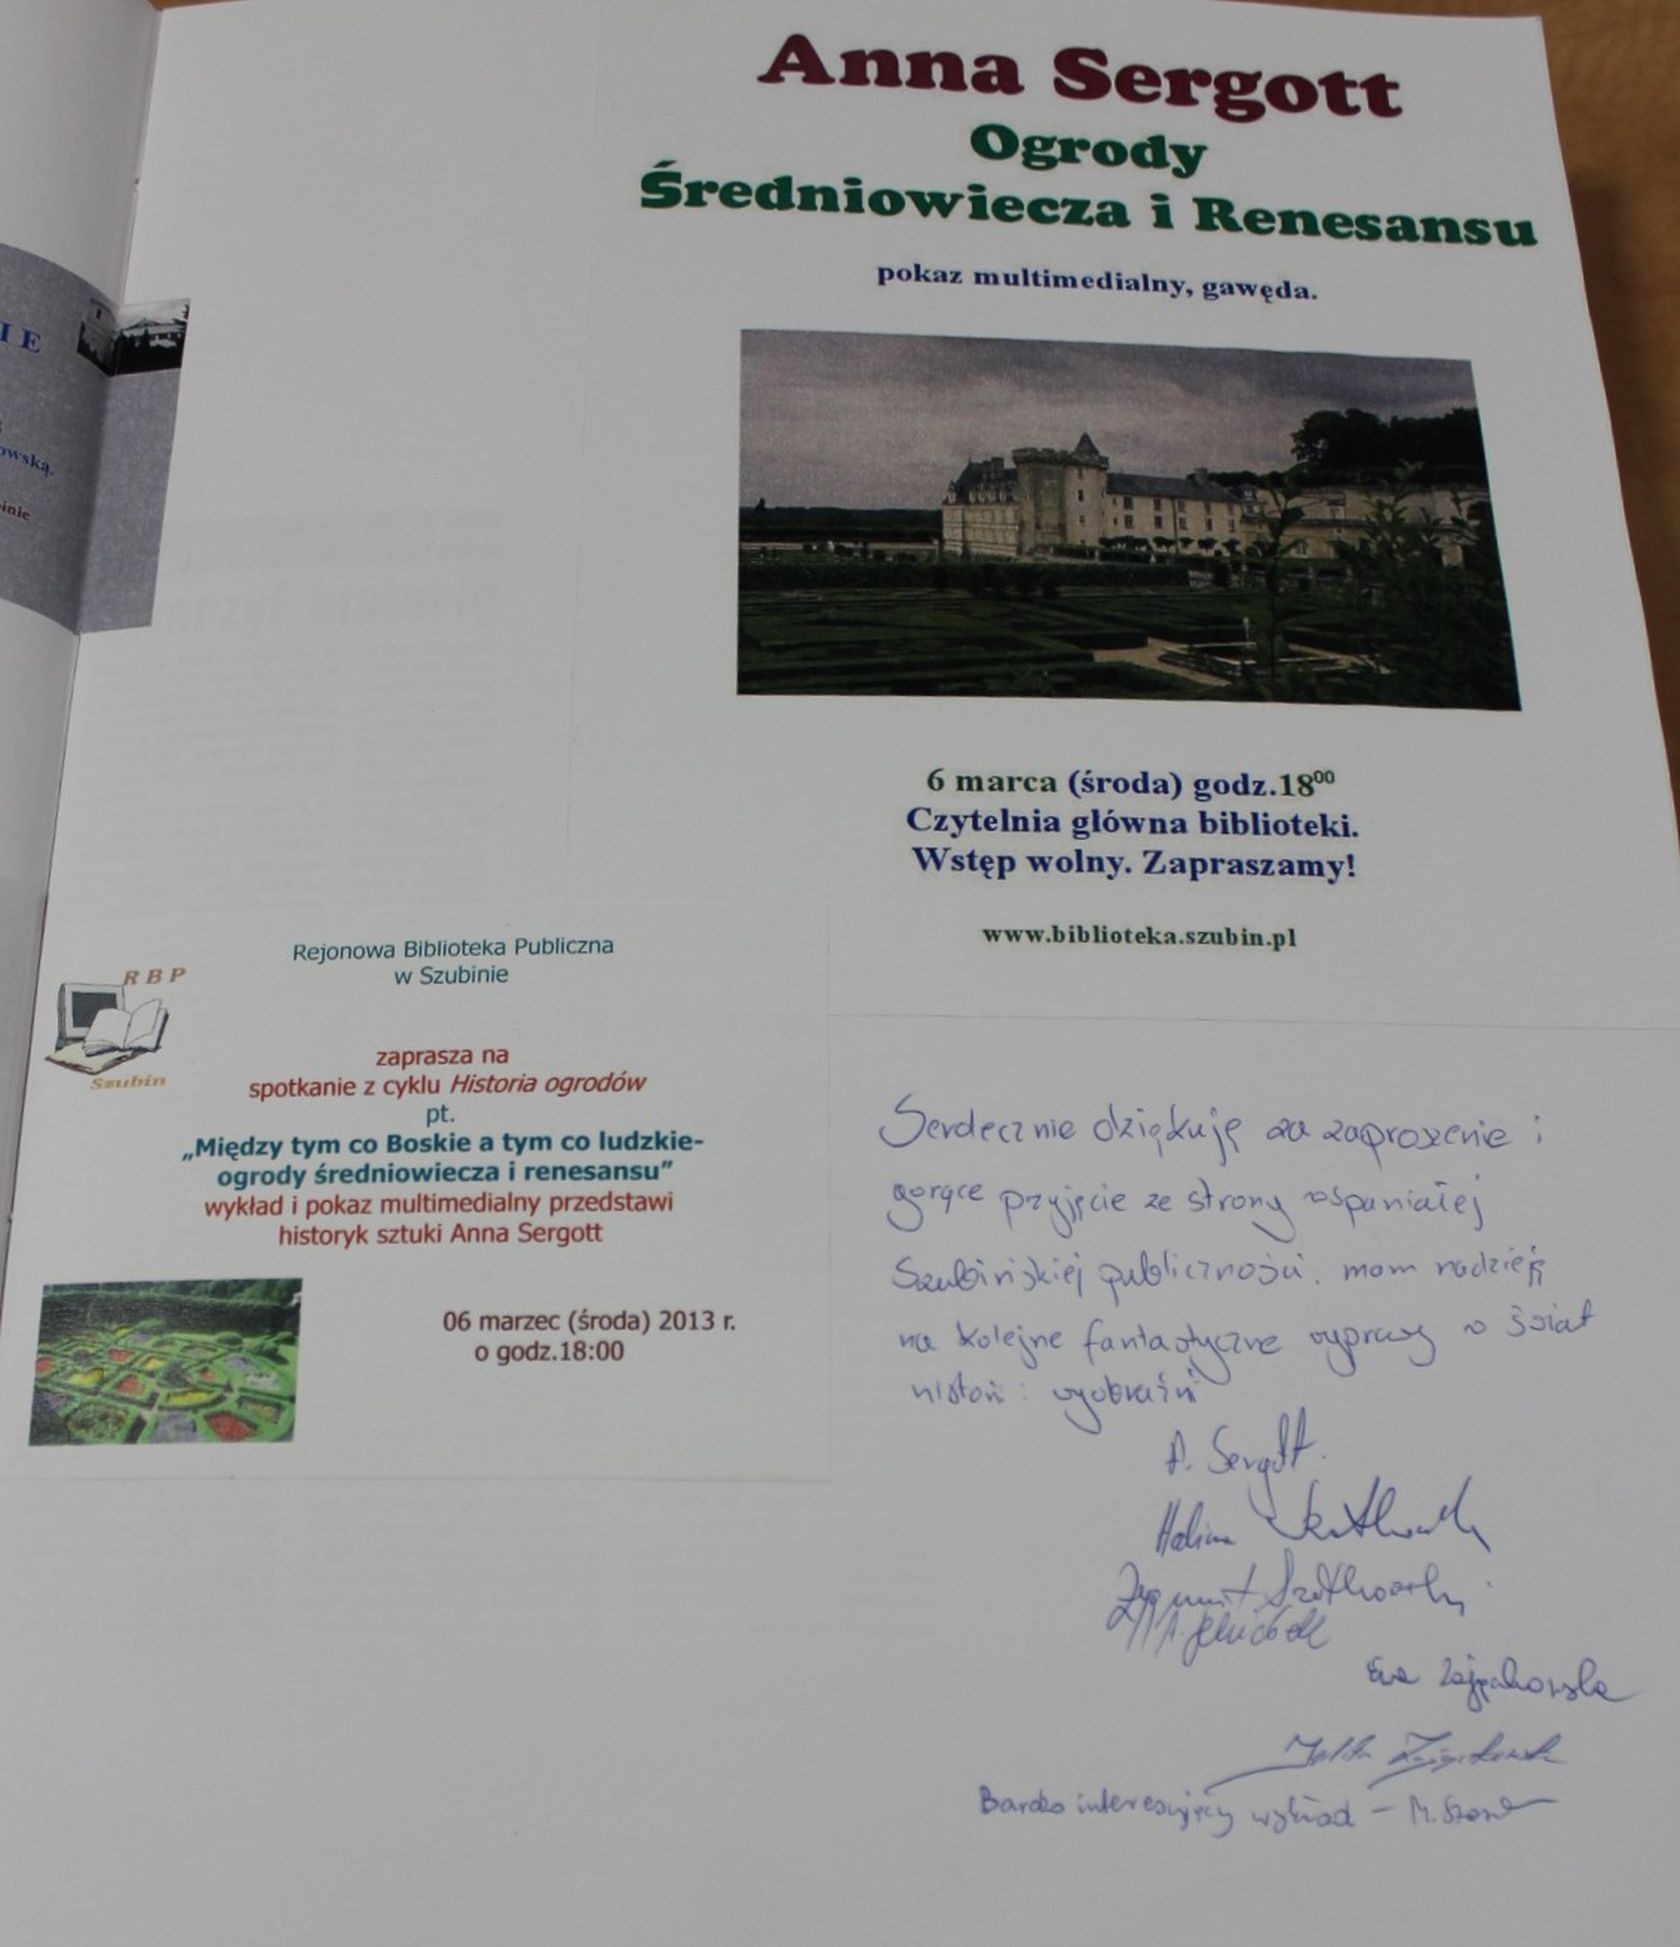 I E
owską.
inie
Anna Sergott
Ogrody
Średniowiecza i Renesansu
pokaz multimedialny, gawęda.
6 marca (środa) godz.18⁰⁰
Czytelnia główna biblioteki.
Wstęp wolny. Zapraszamy!
www.biblioteka.szubin.pl
RBP
Szubin
Rejonowa Biblioteka Publiczna
w Szubinie
zaprasza na
spotkanie z cyklu Historia ogrodów
pt.
„Między tym co Boskie a tym co ludzkie-
ogrody średniowiecza i renesansu”
wykład i pokaz multimedialny przedstawi
historyk sztuki Anna Sergott
06 marzec (środa) 2013 r.
o godz.18:00
Serdecznie dziękuję za zaproszenie i
gorące przyjęcie ze strony wspaniałej
Szubińskiej publiczności. mam nadzieję
na kolejne fantastyczne wyprawy w świat
historii i wyobraźni
A. Sergott.
Halina
Zygmunt
Ewa
Bardzo interesujący wykład –